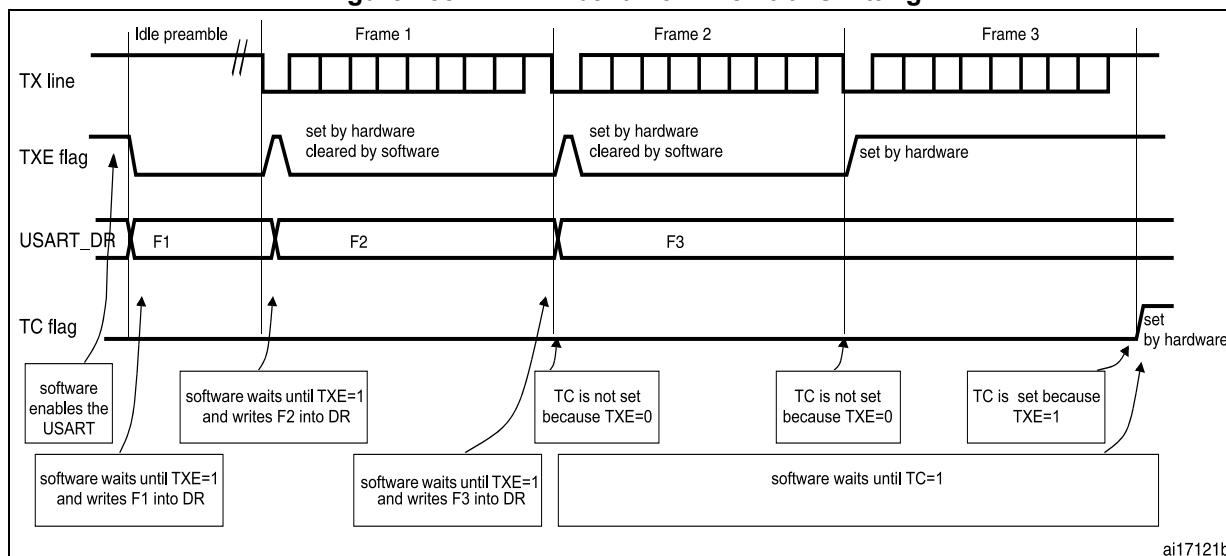 Idle preamble
Frame 1
Frame 2
Frame 3
TX line
set by hardware
cleared by software
set by hardware
cleared by software
TXE flag
set by hardware
USART_DR
F1
F2
F3
TC flag
set
by hardware
software
enables the
USART
software waits until TXE=1
and writes F2 into DR
TC is not set
because TXE=0
TC is not set
because TXE=0
TC is set because
TXE=1
software waits until TXE=1
and writes F1 into DR
software waits until TXE=1
and writes F3 into DR
software waits until TC=1
ai17121b